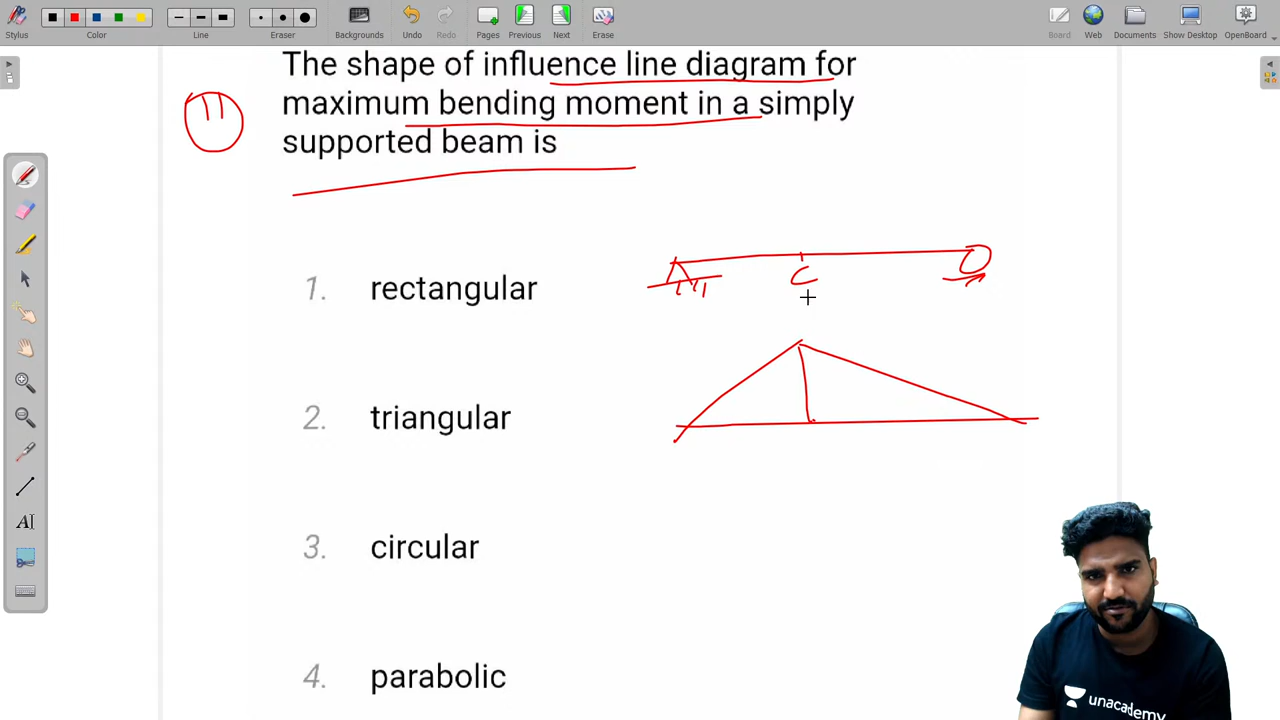 Stylus
Color
Line
Eraser
Backgrounds
Undo
Redo
Pages
Previous
Next
Erase
Board
Web
Documents
Show Desktop
OpenBoard
The shape of influence line diagram for
maximum bending moment in a simply
supported beam is
11
C
1. rectangular
2. triangular
3. circular
4. parabolic
AI
unacademy